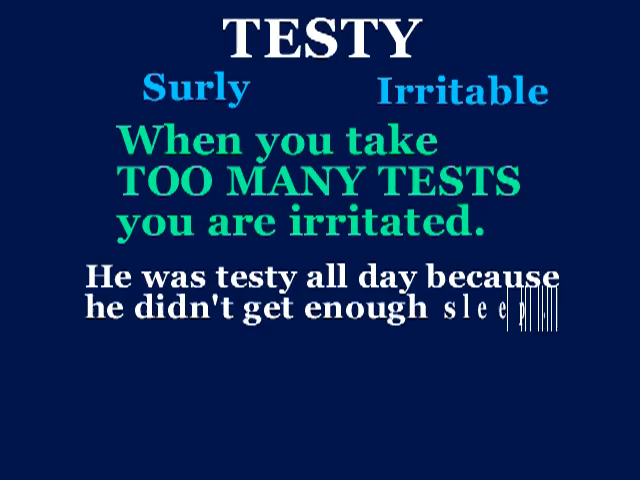 TESTY
Surly Irritable
When you take
TOO MANY TESTS
you are irritated.
He was testy all day because
he didn't get enough sleep.